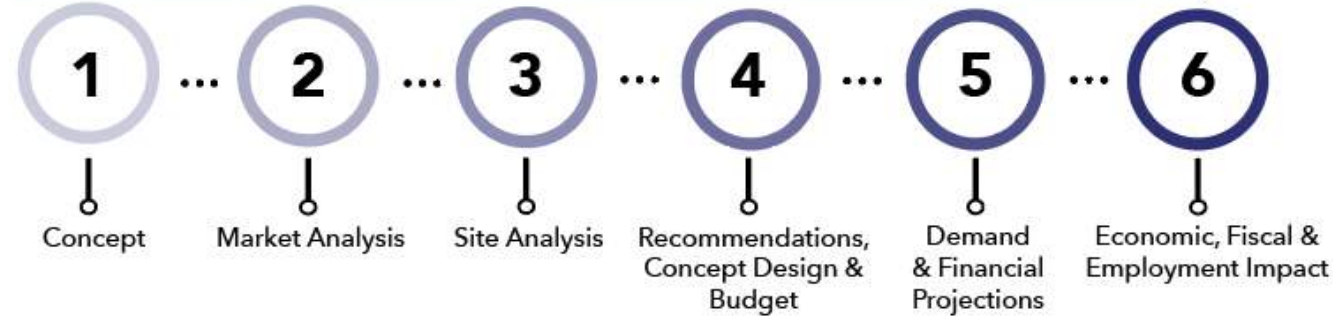 1 ... 2 ... 3 ... 4 ... 5 ... 6
Concept
Market Analysis
Site Analysis
Recommendations,
Concept Design &
Budget
Demand
& Financial
Projections
Economic, Fiscal &
Employment Impact